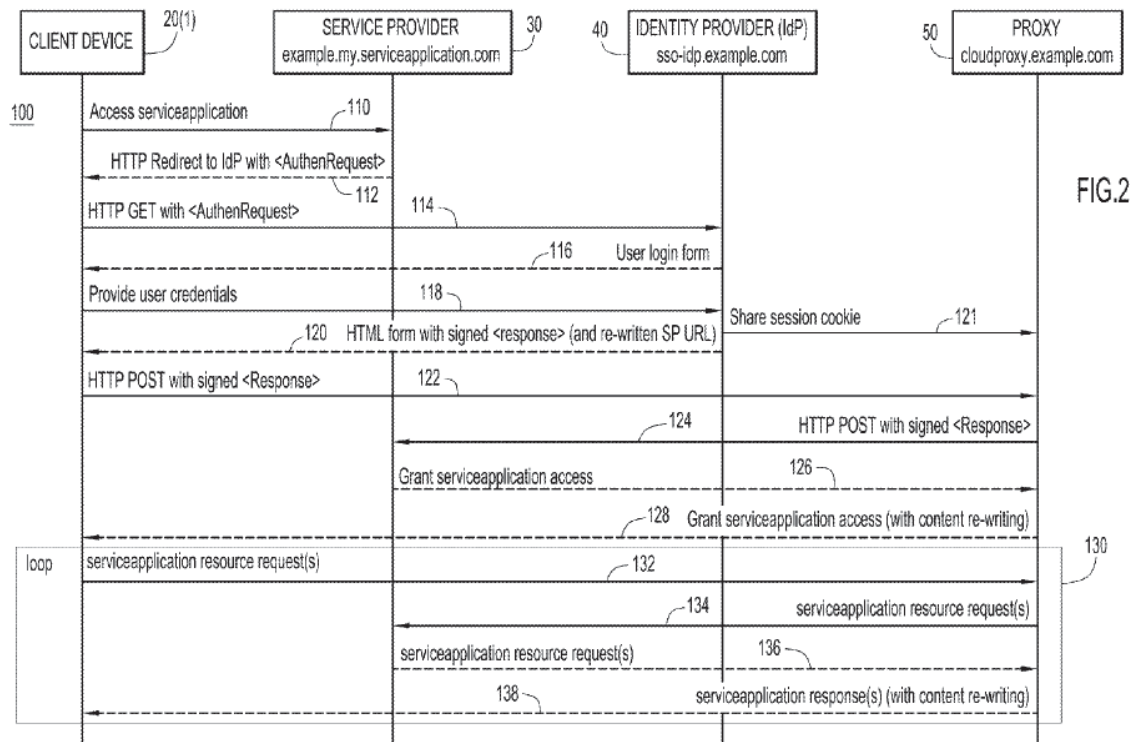 20(1)
CLIENT DEVICE
SERVICE PROVIDER
example.my.serviceapplication.com
30
40
IDENTITY PROVIDER (IdP)
sso-idp.example.com
50
PROXY
cloudproxy.example.com
100
Access serviceapplication
110
HTTP Redirect to IdP with <AuthenRequest>
112
FIG.2
HTTP GET with <AuthenRequest>
114
116
User login form
Provide user credentials
118
Share session cookie
121
120
HTML form with signed <response> (and re-written SP URL)
HTTP POST with signed <Response>
122
124
HTTP POST with signed <Response>
Grant serviceapplication access
126
128
Grant serviceapplication access (with content re-writing)
130
loop
serviceapplication resource request(s)
132
134
serviceapplication resource request(s)
serviceapplication resource request(s)
136
138
serviceapplication response(s) (with content re-writing)